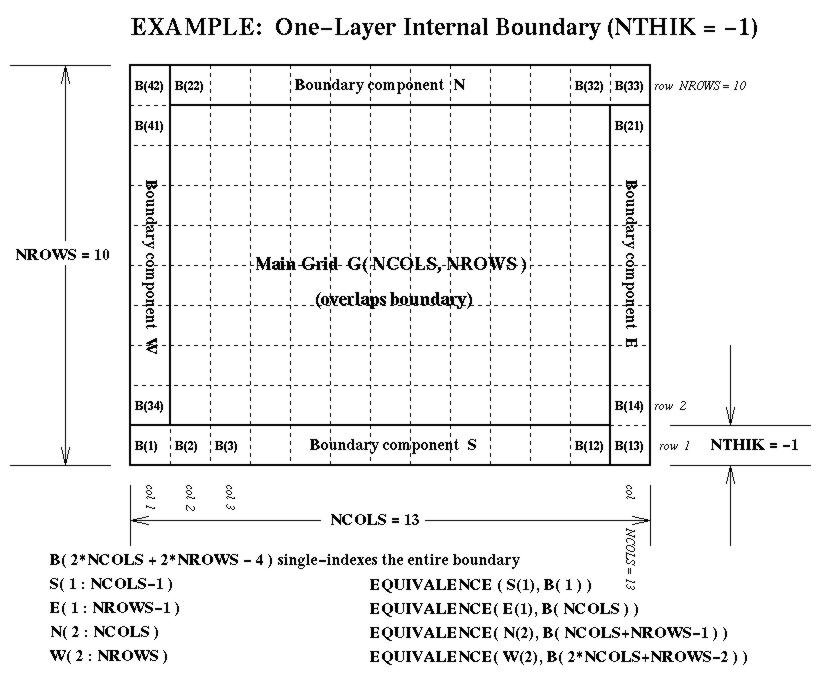 EXAMPLE: One-Layer Internal Boundary (NTHIK = -1)
B(42) B(22) Boundary component N B(32) B(33) row NROWS = 10
B(41) B(21)
Boundary component W
Boundary component E
NROWS = 10
Main Grid G( NCOLS, NROWS )
(overlaps boundary)
B(34) B(14) row 2
B(1) B(2) B(3) Boundary component S B(12) B(13) row 1 NTHIK = -1
col 1
col 2
col 3
col NCOLS = 13
NCOLS = 13
B( 2*NCOLS + 2*NROWS - 4 ) single-indexes the entire boundary
S( 1 : NCOLS-1 ) EQUIVALENCE ( S(1), B( 1 ) )
E( 1 : NROWS-1 ) EQUIVALENCE ( E(1), B( NCOLS ) )
N( 2 : NCOLS ) EQUIVALENCE( N(2), B( NCOLS+NROWS-1 ) )
W( 2 : NROWS ) EQUIVALENCE( W(2), B( 2*NCOLS+NROWS-2 ) )